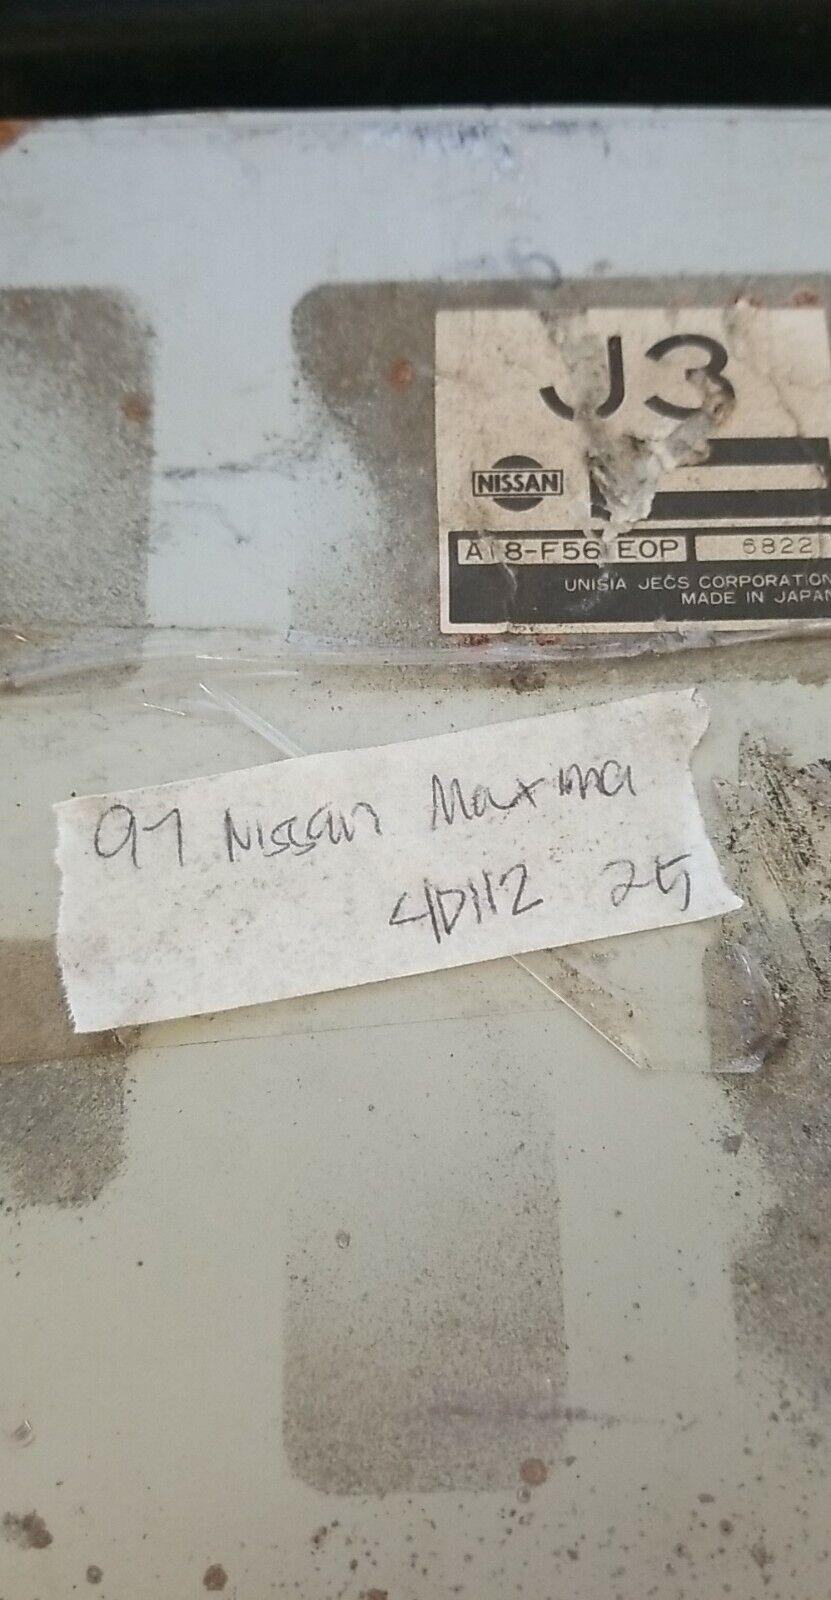 J3
NISSAN
A18-F56 EOP 6822
UNISIA JECS CORPORATION
MADE IN JAPAN
97 Nissan Maxima
4D112 25